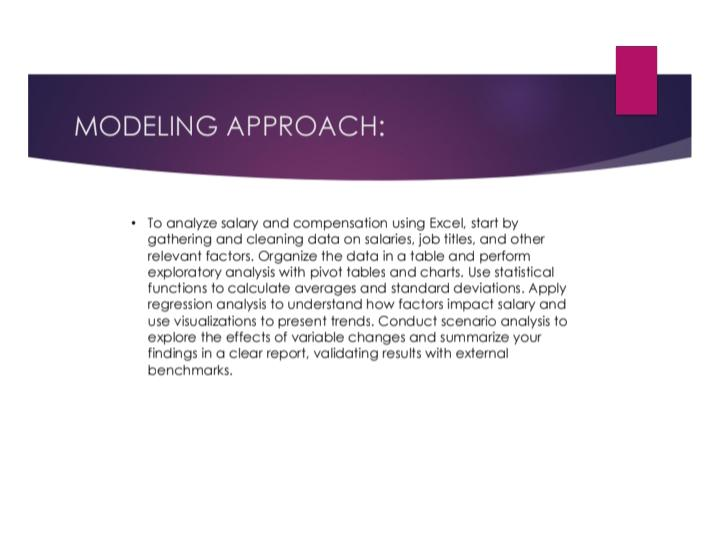 MODELING APPROACH:
• To analyze salary and compensation using Excel, start by
gathering and cleaning data on salaries, job titles, and other
relevant factors. Organize the data in a table and perform
exploratory analysis with pivot tables and charts. Use statistical
functions to calculate averages and standard deviations. Apply
regression analysis to understand how factors impact salary and
use visualizations to present trends. Conduct scenario analysis to
explore the effects of variable changes and summarize your
findings in a clear report, validating results with external
benchmarks.